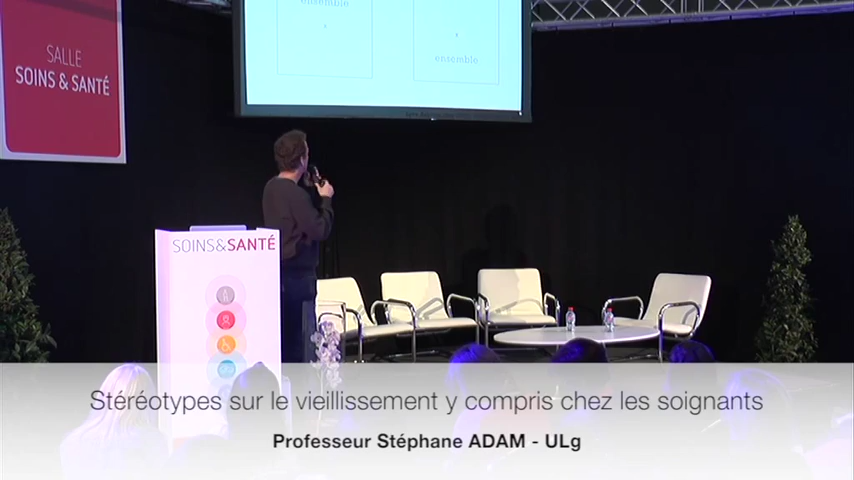 ensemble
ensemble
SALLE
SOINS & SANTÉ
SOINS&SANTÉ
Stéréotypes sur le vieillissement y compris chez les soignants
Professeur Stéphane ADAM - ULg